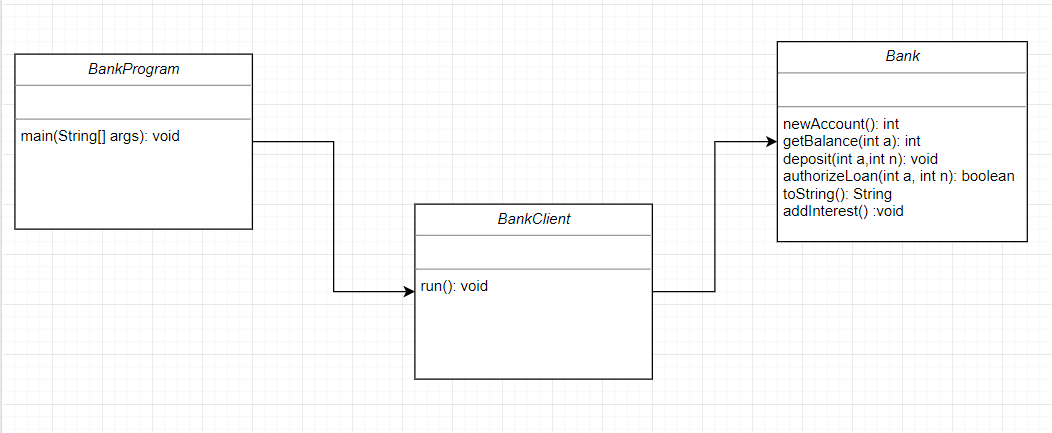 BankProgram
main(String[] args): void
BankClient
run(): void
Bank
newAccount(): int
getBalance(int a): int
deposit(int a,int n): void
authorizeLoan(int a, int n): boolean
toString(): String
addInterest() :void